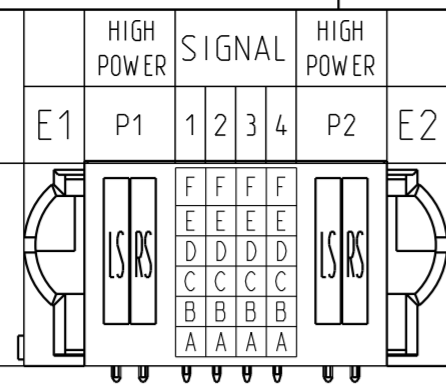 HIGH POWER SIGNAL HIGH POWER
E1 P1 1 2 3 4 P2 E2
F F F F
E E E E
D D D D
LS RS C C C C LS RS
B B B B
A A A A